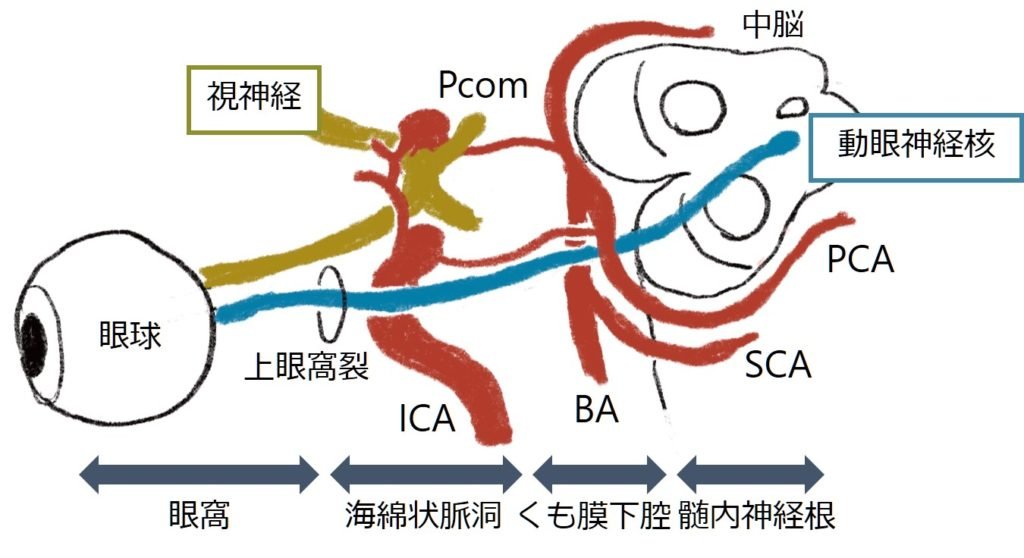 中脳
視神経
Pcom
動眼神経核
PCA
眼球
上眼窩裂
SCA
ICA
BA
眼窩
海綿状脈洞
くも膜下腔
髄内神経根